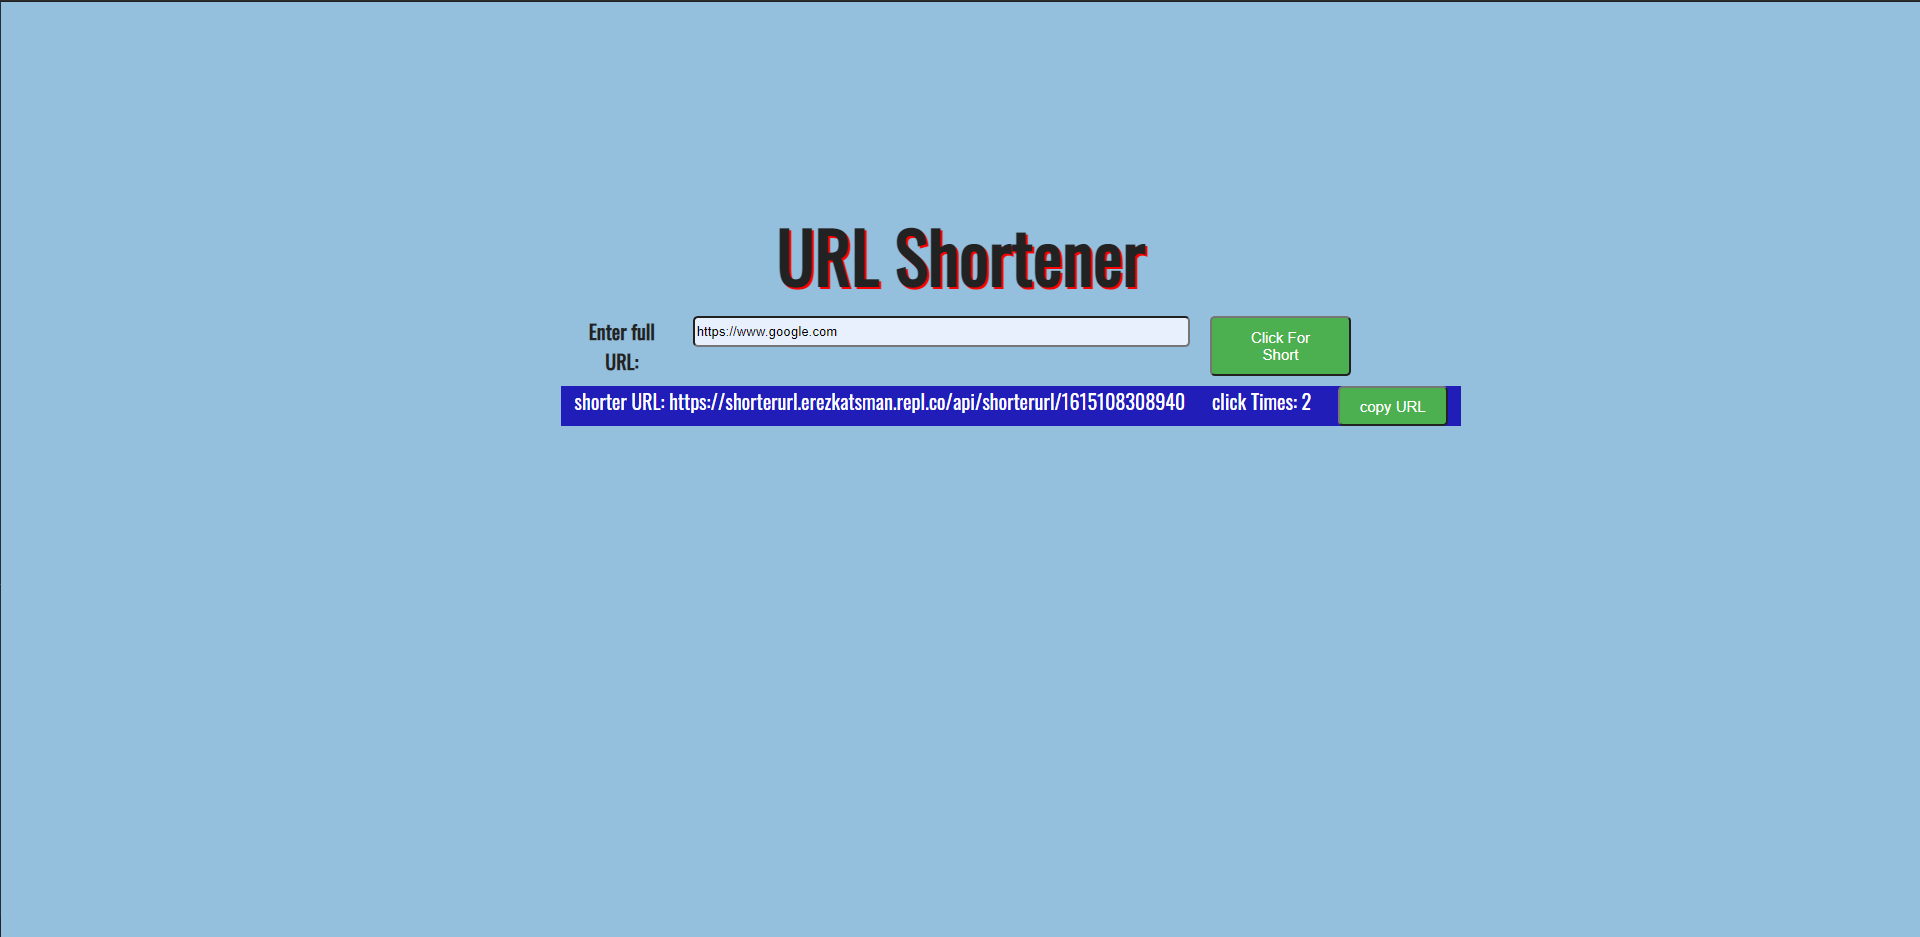 URL Shortener
Enter full
URL:
https://www.google.com
Click For
Short
shorter URL: https://shorterurl.erezkatsman.repl.co/api/shorterurl/1615108308940 click Times: 2 copy URL